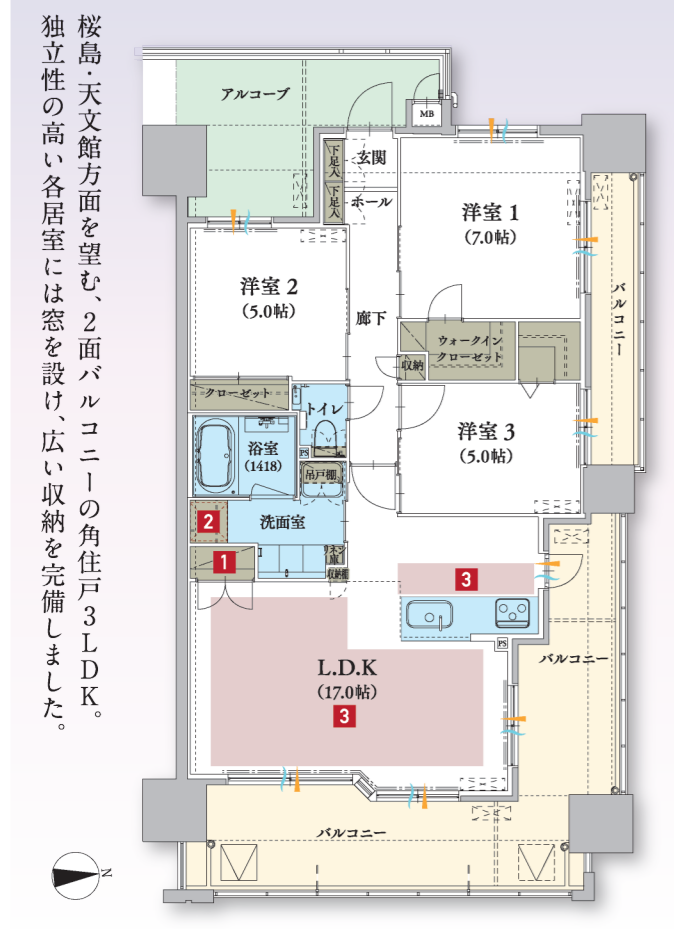 桜島・天文館方面を望む、2面バルコニーの角住戸3LDK。
独立性の高い各居室には窓を設け、広い収納を完備しました。
アルコーブ
MB
下足入
玄関
下足入
ホール
洋室 1
(7.0帖)
洋室 2
(5.0帖)
バルコニー
廊下
ウォークイン
クローゼット
収納
クローゼット
トイレ
洋室 3
(5.0帖)
浴室
(1418)
PS
吊戸棚
2
洗面室
リネン庫
1
収納棚
3
PS
L.D.K
(17.0帖)
3
バルコニー
バルコニー
N